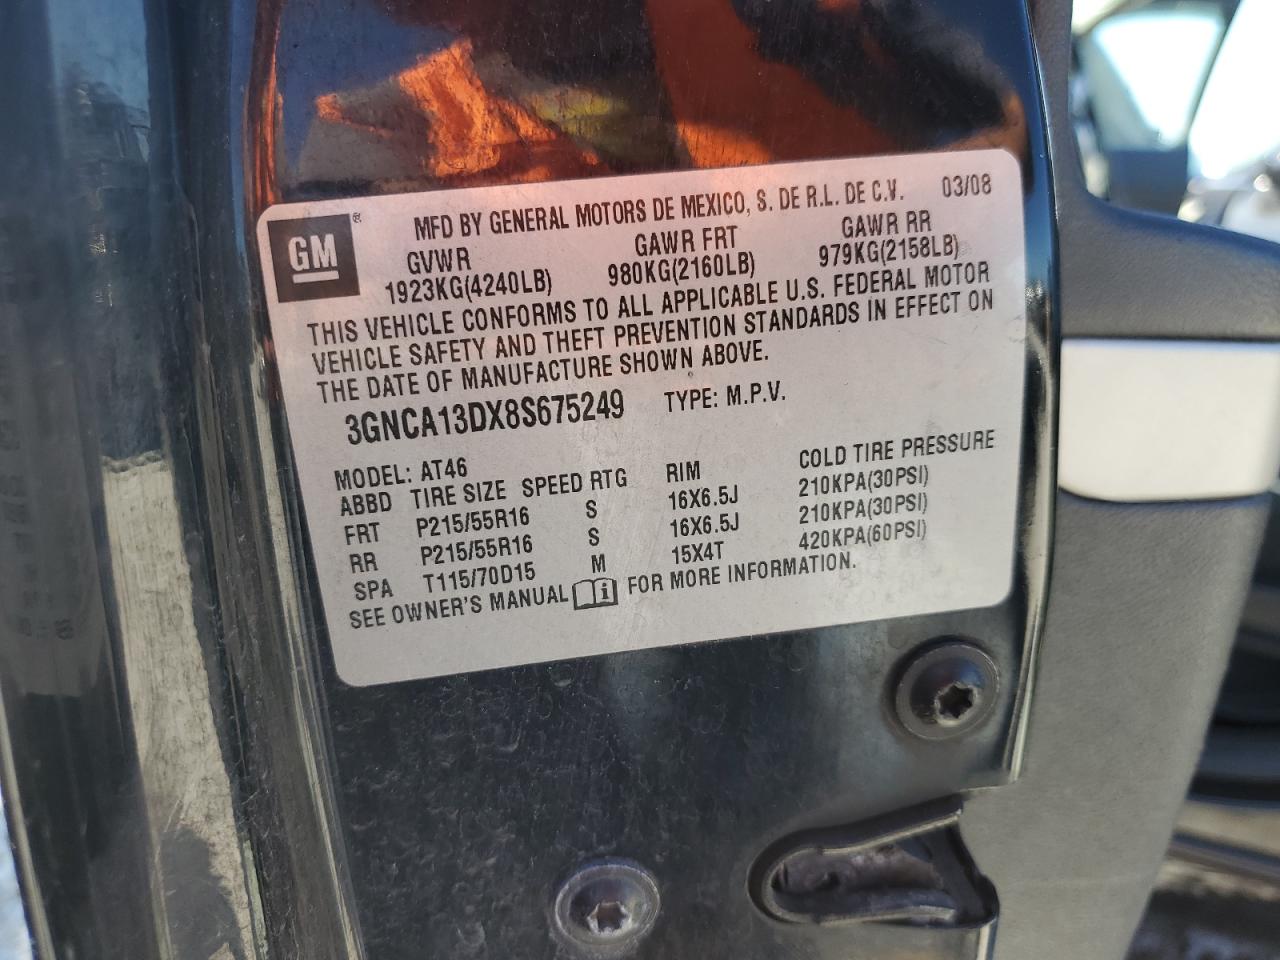 GM ® MFD BY GENERAL MOTORS DE MEXICO, S. DE R.L. DE C.V. 03/08
GVWR GAWR FRT GAWR RR
1923KG(4240LB) 980KG(2160LB) 979KG(2158LB)
THIS VEHICLE CONFORMS TO ALL APPLICABLE U.S. FEDERAL MOTOR
VEHICLE SAFETY AND THEFT PREVENTION STANDARDS IN EFFECT ON
THE DATE OF MANUFACTURE SHOWN ABOVE.
3GNCA13DX8S675249 TYPE: M.P.V.
MODEL: AT46
ABBD TIRE SIZE SPEED RTG RIM COLD TIRE PRESSURE
FRT P215/55R16 S 16X6.5J 210KPA(30PSI)
RR P215/55R16 S 16X6.5J 210KPA(30PSI)
SPA T115/70D15 M 15X4T 420KPA(60PSI)
SEE OWNER'S MANUAL FOR MORE INFORMATION.